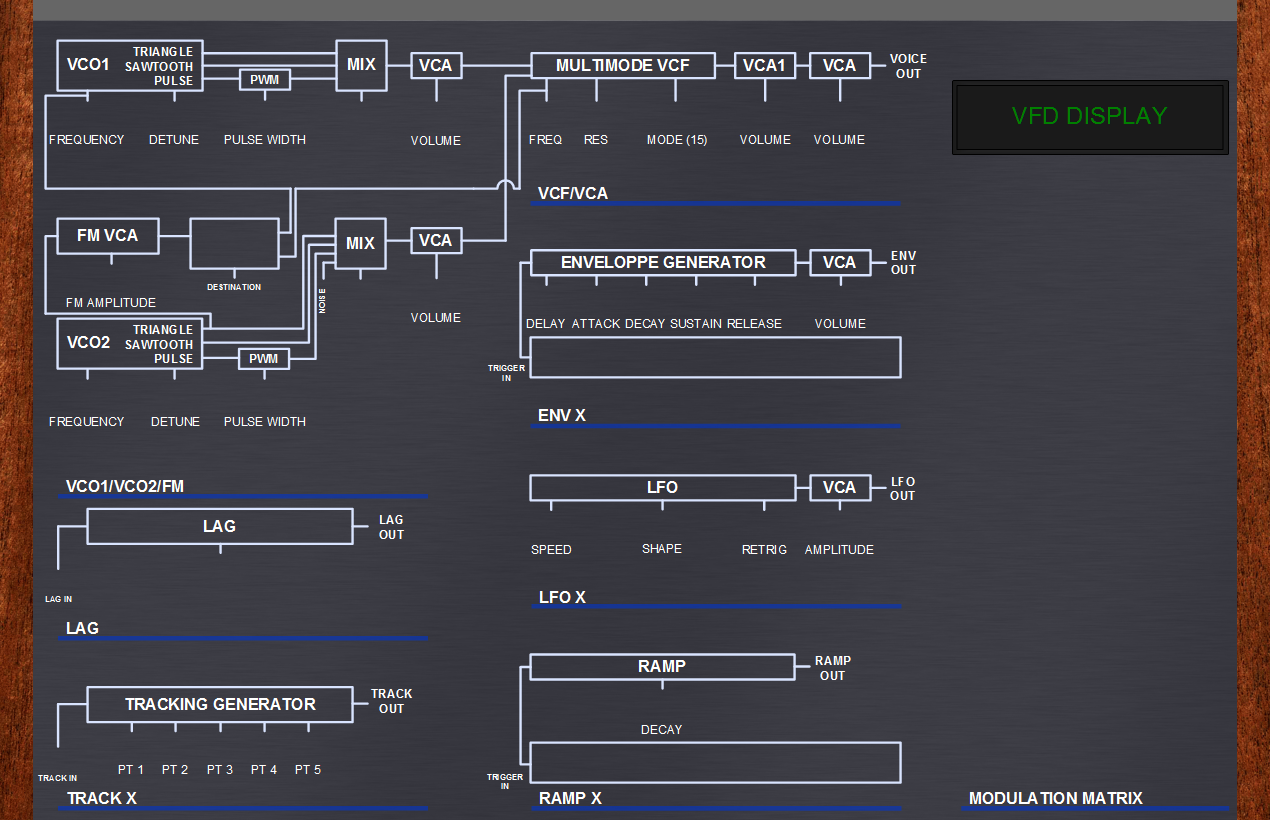 VCO1
TRIANGLE
SAWTOOTH
PULSE
PWM
MIX
VCA
FREQUENCY
DETUNE
PULSE WIDTH
VOLUME
MULTIMODE VCF
VCA1
VCA
VOICE
OUT
FREQ
RES
MODE (15)
VOLUME
VOLUME
VCF/VCA
VFD DISPLAY
FM VCA
DESTINATION
MIX
VCA
NOISE
FM AMPLITUDE
VOLUME
VCO2
TRIANGLE
SAWTOOTH
PULSE
PWM
FREQUENCY
DETUNE
PULSE WIDTH
VCO1/VCO2/FM
ENVELOPPE GENERATOR
VCA
ENV
OUT
DELAY
ATTACK
DECAY
SUSTAIN
RELEASE
VOLUME
TRIGGER
IN
ENV X
LAG
LAG
OUT
LAG IN
LAG
LFO
VCA
LFO
OUT
SPEED
SHAPE
RETRIG
AMPLITUDE
LFO X
TRACKING GENERATOR
TRACK
OUT
TRACK IN
PT 1
PT 2
PT 3
PT 4
PT 5
TRACK X
RAMP
RAMP
OUT
DECAY
TRIGGER
IN
RAMP X
MODULATION MATRIX